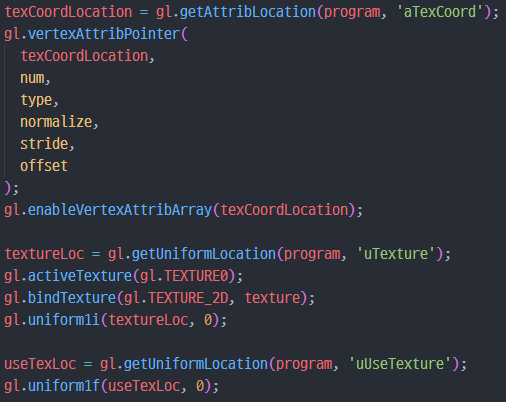 texCoordLocation = gl.getAttribLocation(program, 'aTexCoord');
gl.vertexAttribPointer(
texCoordLocation,
num,
type,
normalize,
stride,
offset
);
gl.enableVertexAttribArray(texCoordLocation);
textureLoc = gl.getUniformLocation(program, 'uTexture');
gl.activeTexture(gl.TEXTURE0);
gl.bindTexture(gl.TEXTURE_2D, texture);
gl.uniform1i(textureLoc, 0);
useTexLoc = gl.getUniformLocation(program, 'uUseTexture');
gl.uniform1f(useTexLoc, 0);